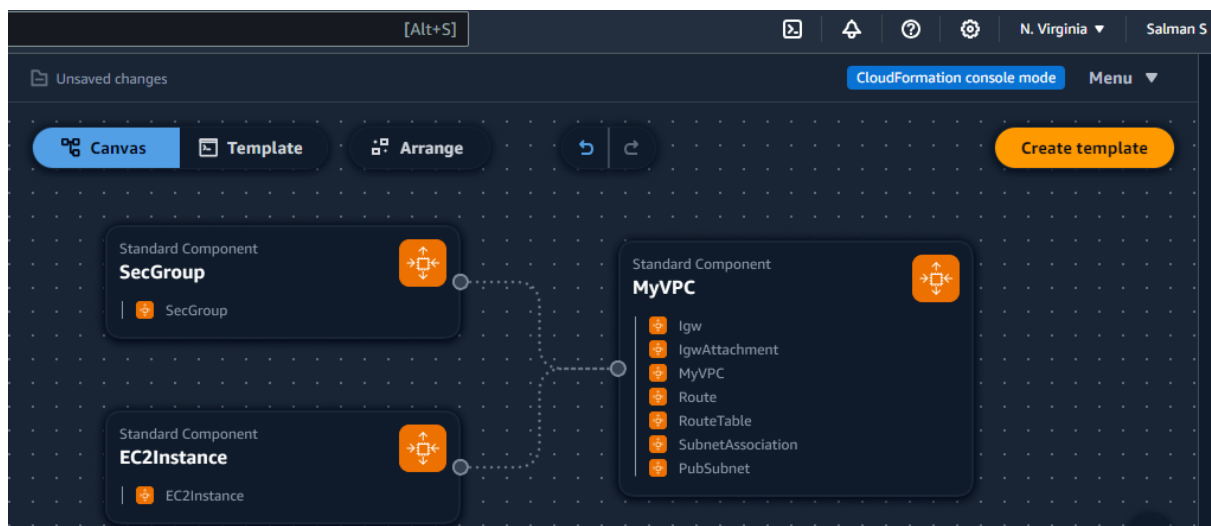 [Alt+S]
N. Virginia ▼
Salman S
Unsaved changes
CloudFormation console mode
Menu ▼
Canvas
Template
Arrange
Create template
Standard Component
SecGroup
SecGroup
Standard Component
MyVPC
Igw
IgwAttachment
MyVPC
Route
RouteTable
SubnetAssociation
PubSubnet
Standard Component
EC2Instance
EC2Instance